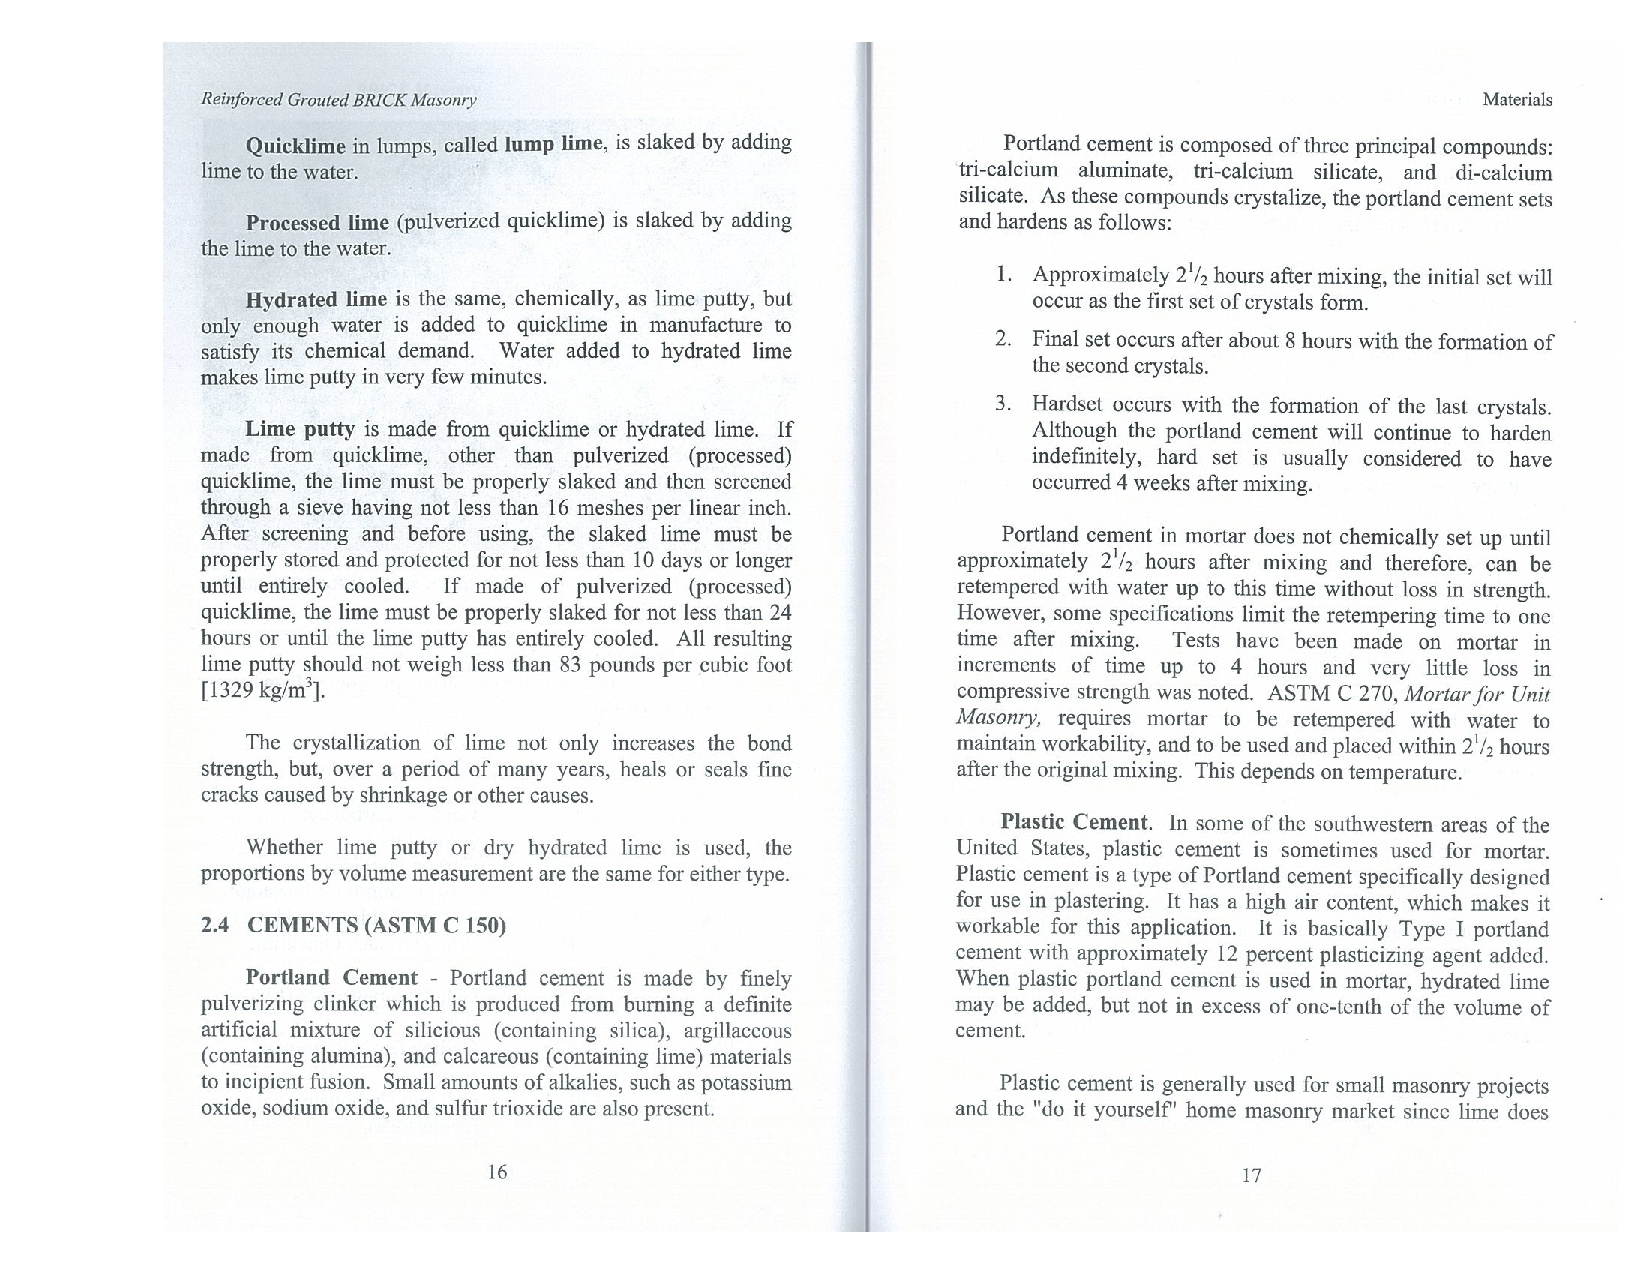 Reinforced Grouted BRICK Masonry
Quicklime in lumps, called lump lime, is slaked by adding
lime to the water.
Processed lime (pulverized quicklime) is slaked by adding
the lime to the water.
Hydrated lime is the same, chemically, as lime putty, but
only enough water is added to quicklime in manufacture to
satisfy its chemical demand. Water added to hydrated lime
makes lime putty in very few minutes.
Lime putty is made from quicklime or hydrated lime. If
made from quicklime, other than pulverized (processed)
quicklime, the lime must be properly slaked and then screened
through a sieve having not less than 16 meshes per linear inch.
After screening and before using, the slaked lime must be
properly stored and protected for not less than 10 days or longer
until entirely cooled. If made of pulverized (processed)
quicklime, the lime must be properly slaked for not less than 24
hours or until the lime putty has entirely cooled. All resulting
lime putty should not weigh less than 83 pounds per cubic foot
[1329 kg/m³].
The crystallization of lime not only increases the bond
strength, but, over a period of many years, heals or seals fine
cracks caused by shrinkage or other causes.
Whether lime putty or dry hydrated lime is used, the
proportions by volume measurement are the same for either type.
2.4 CEMENTS (ASTM C 150)
Portland Cement - Portland cement is made by finely
pulverizing clinker which is produced from burning a definite
artificial mixture of silicious (containing silica), argillaceous
(containing alumina), and calcareous (containing lime) materials
to incipient fusion. Small amounts of alkalies, such as potassium
oxide, sodium oxide, and sulfur trioxide are also present.
16
Materials
Portland cement is composed of three principal compounds:
tri-calcium aluminate, tri-calcium silicate, and di-calcium
silicate. As these compounds crystalize, the portland cement sets
and hardens as follows:
1. Approximately 2¹/₂ hours after mixing, the initial set will
occur as the first set of crystals form.
2. Final set occurs after about 8 hours with the formation of
the second crystals.
3. Hardset occurs with the formation of the last crystals.
Although the portland cement will continue to harden
indefinitely, hard set is usually considered to have
occurred 4 weeks after mixing.
Portland cement in mortar does not chemically set up until
approximately 2¹/₂ hours after mixing and therefore, can be
retempered with water up to this time without loss in strength.
However, some specifications limit the retempering time to one
time after mixing. Tests have been made on mortar in
increments of time up to 4 hours and very little loss in
compressive strength was noted. ASTM C 270, Mortar for Unit
Masonry, requires mortar to be retempered with water to
maintain workability, and to be used and placed within 2¹/₂ hours
after the original mixing. This depends on temperature.
Plastic Cement. In some of the southwestern areas of the
United States, plastic cement is sometimes used for mortar.
Plastic cement is a type of Portland cement specifically designed
for use in plastering. It has a high air content, which makes it
workable for this application. It is basically Type I portland
cement with approximately 12 percent plasticizing agent added.
When plastic portland cement is used in mortar, hydrated lime
may be added, but not in excess of one-tenth of the volume of
cement.
Plastic cement is generally used for small masonry projects
and the "do it yourself" home masonry market since lime does
17